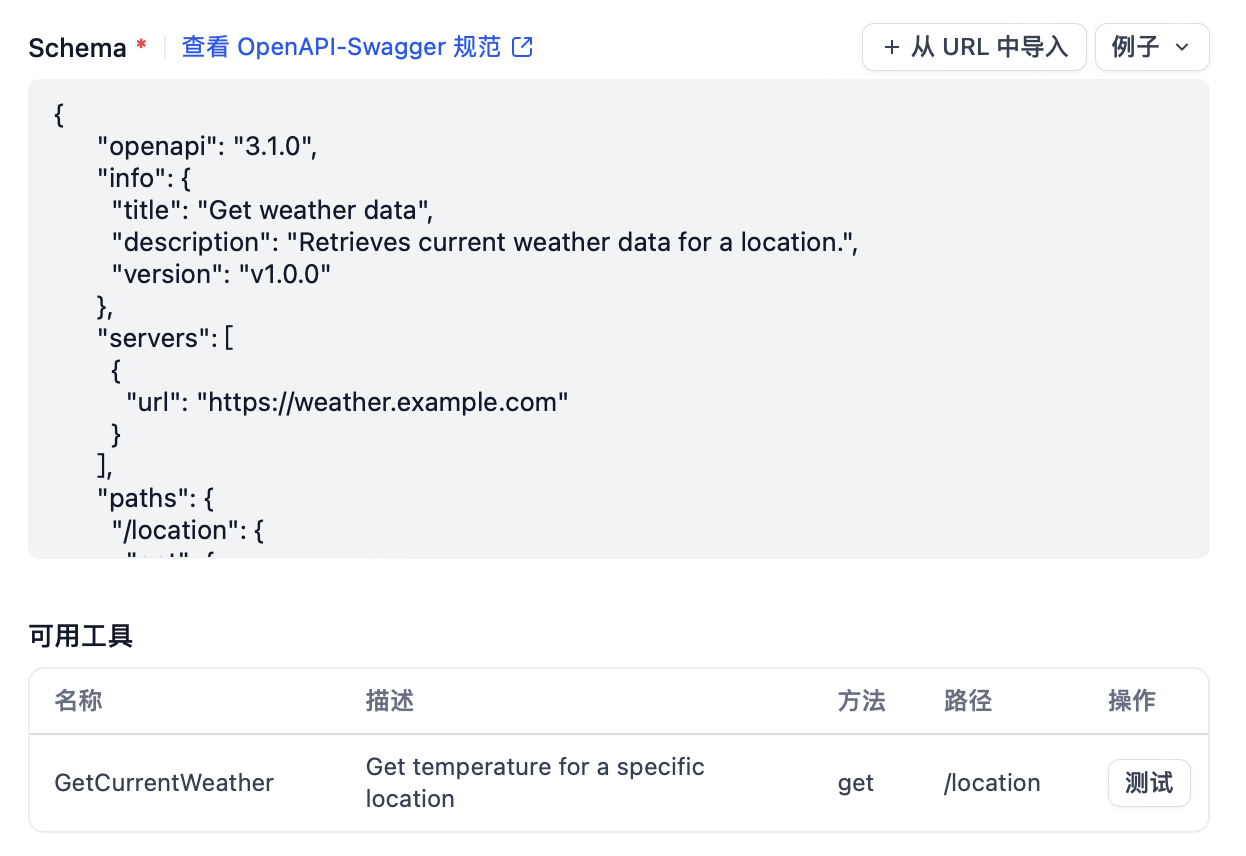 Schema * 查看 OpenAPI-Swagger 规范 + 从 URL 中导入 例子
{
"openapi": "3.1.0",
"info": {
"title": "Get weather data",
"description": "Retrieves current weather data for a location.",
"version": "v1.0.0"
},
"servers": [
{
"url": "https://weather.example.com"
}
],
"paths": {
"/location": {
可用工具
名称 描述 方法 路径 操作
GetCurrentWeather Get temperature for a specific get /location 测试
location